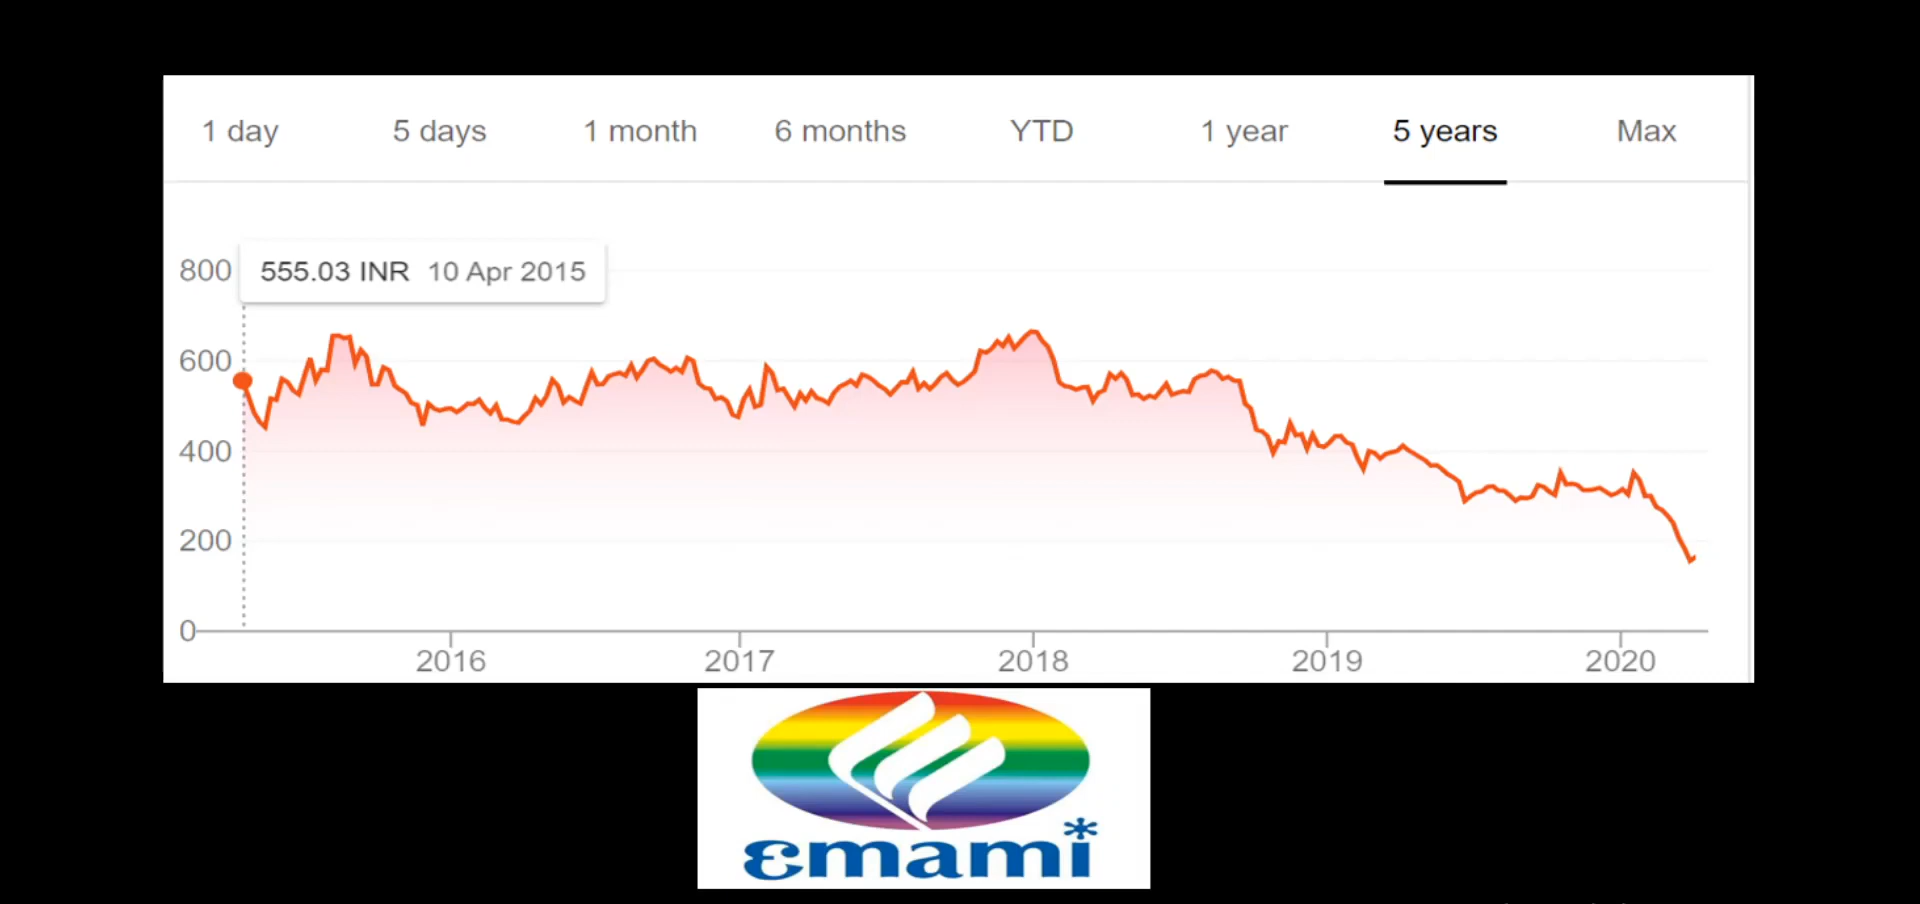 1 day 5 days 1 month 6 months YTD 1 year 5 years Max
800 555.03 INR 10 Apr 2015
600
400
200
0
2016 2017 2018 2019 2020
emami*